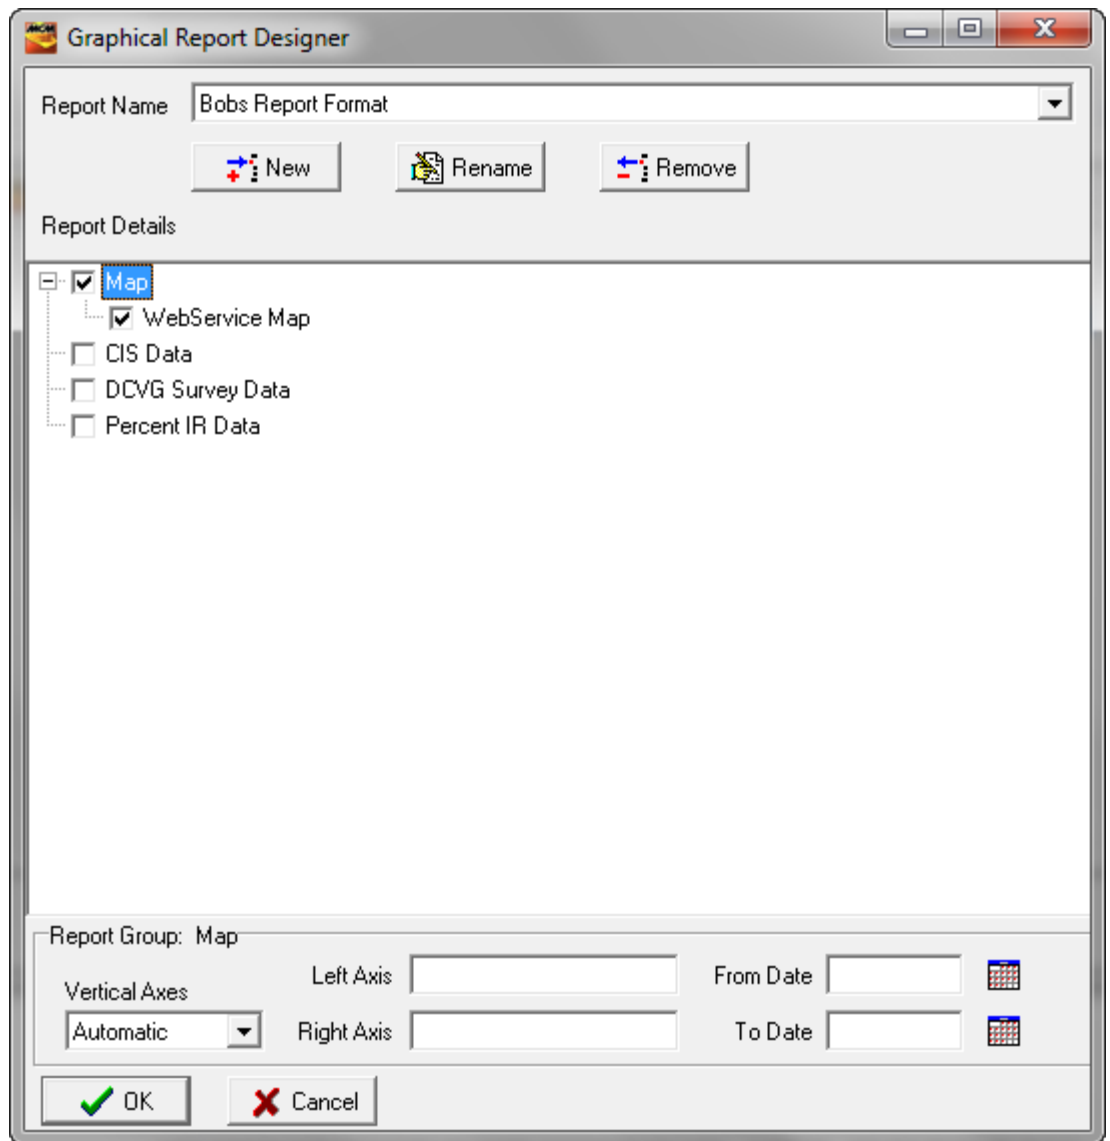 MCM
Graphical Report Designer
Report Name Bobs Report Format
New Rename Remove
Report Details
Map
WebService Map
CIS Data
DCVG Survey Data
Percent IR Data
Report Group: Map
Left Axis From Date
Vertical Axes
Automatic Right Axis To Date
OK Cancel